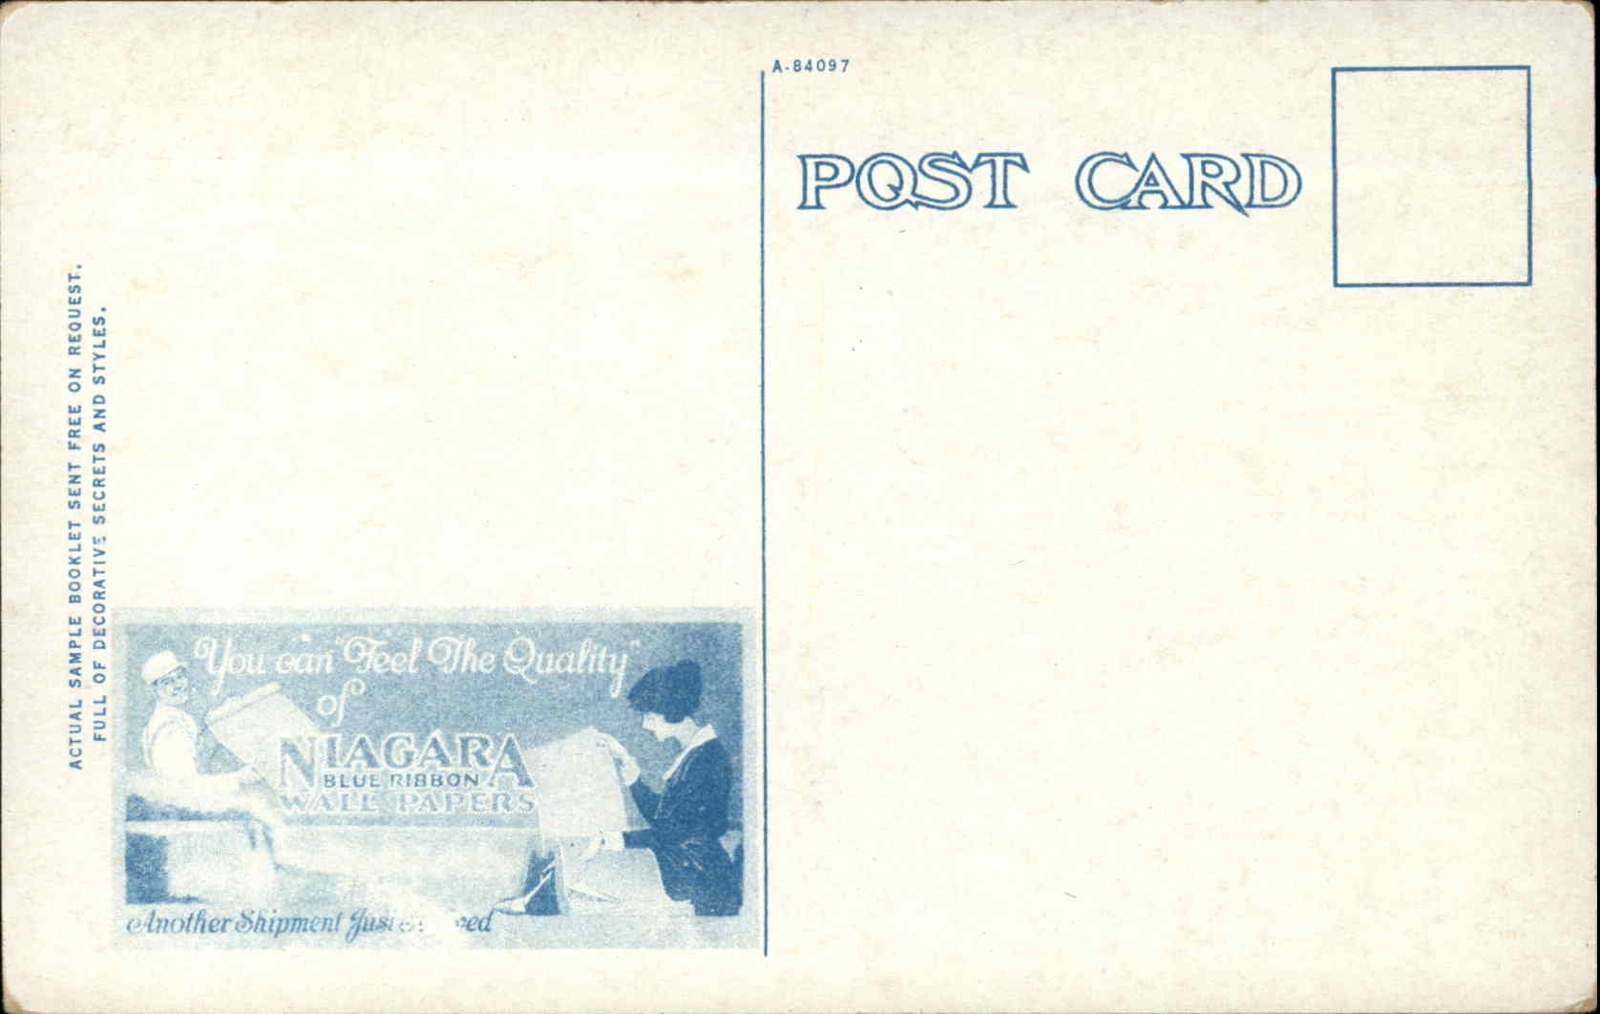 A-84097
POST CARD
ACTUAL SAMPLE BOOKLET SENT FREE ON REQUEST.
FULL OF DECORATIVE SECRETS AND STYLES.
You can "Feel The Quality"
of
NIAGARA
BLUE RIBBON
WALL PAPERS
Another Shipment Just